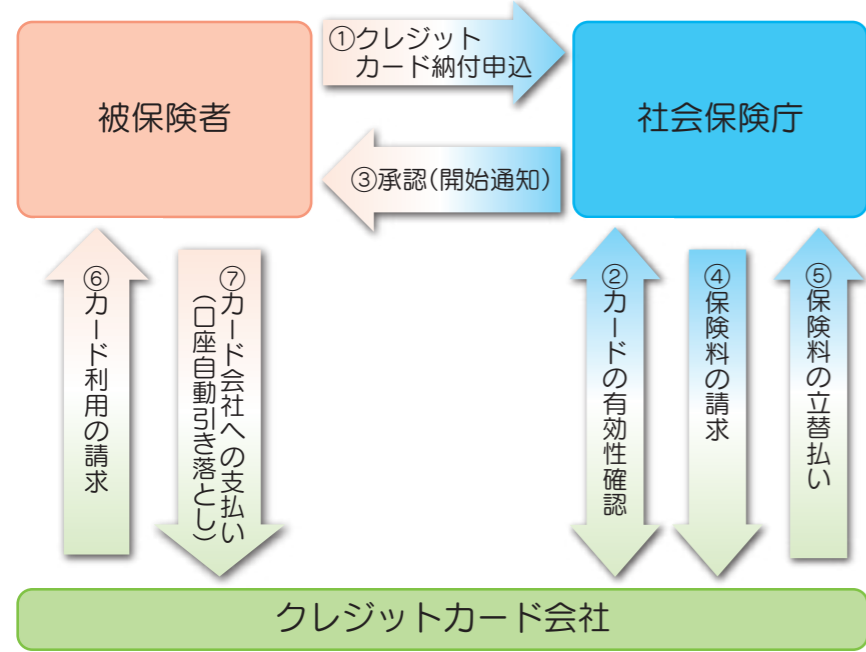 被保険者
①クレジット
カード納付申込
社会保険庁
③承認（開始通知）
⑥カード利用の請求
⑦カード会社への支払い
（口座自動引き落とし）
②カードの有効性確認
④保険料の請求
⑤保険料の立替払い
クレジットカード会社